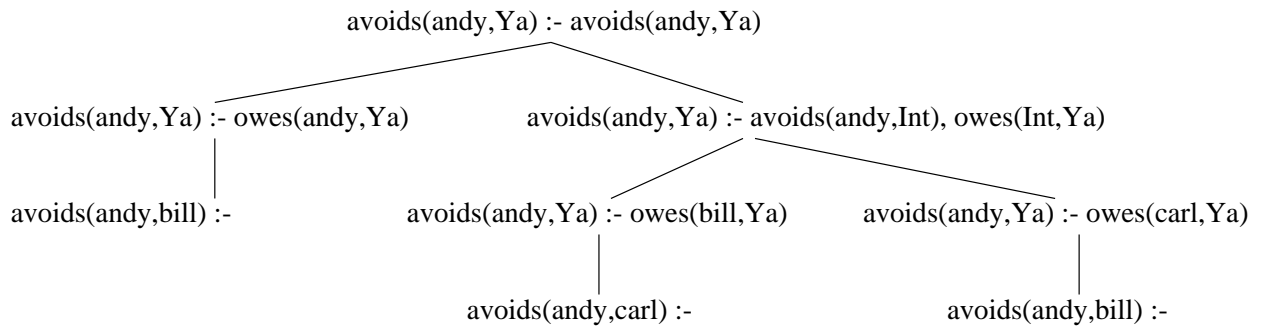 avoids(andy,Ya) :- avoids(andy,Ya)
avoids(andy,Ya) :- owes(andy,Ya)
avoids(andy,Ya) :- avoids(andy,Int), owes(Int,Ya)
avoids(andy,bill) :-
avoids(andy,Ya) :- owes(bill,Ya)
avoids(andy,Ya) :- owes(carl,Ya)
avoids(andy,carl) :-
avoids(andy,bill) :-